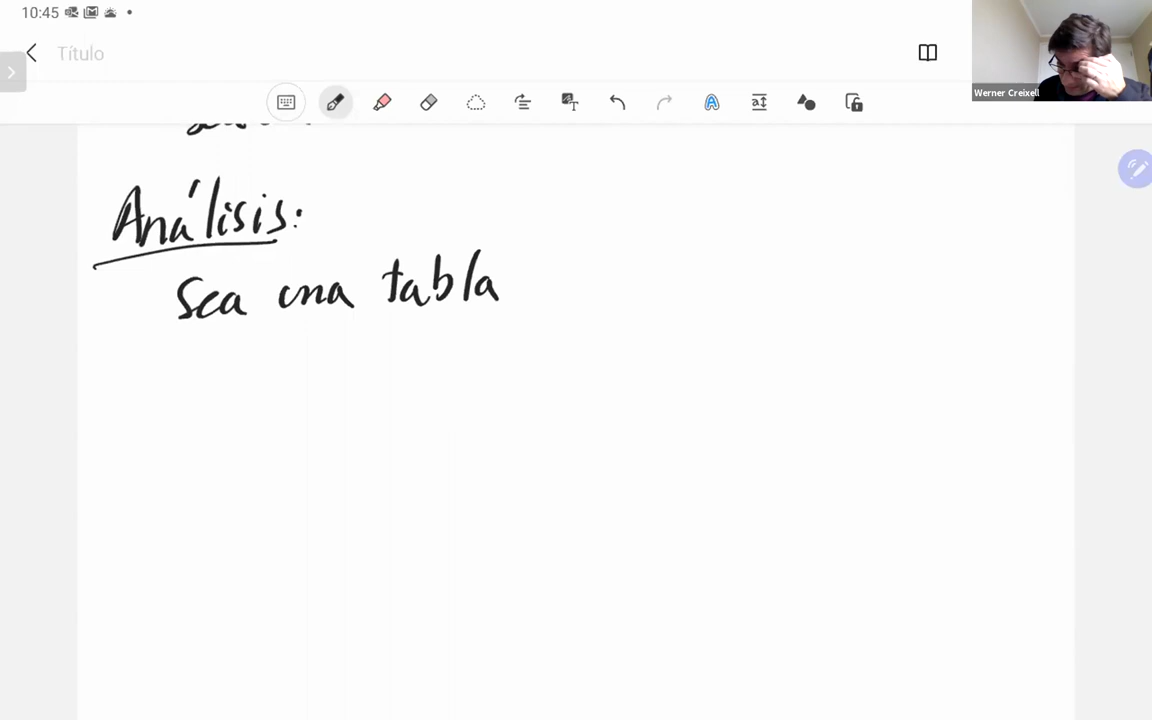 10:45
Título
Werner Creixell
Análisis:
Sea una tabla